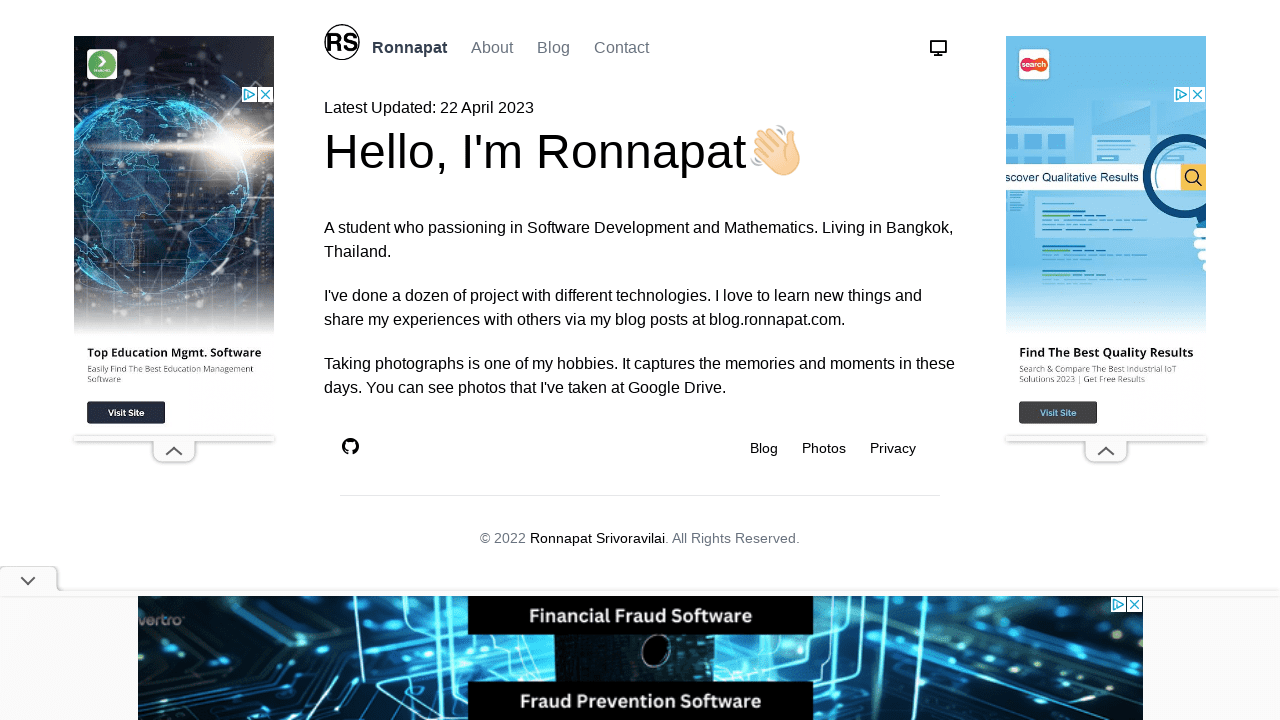 RS Ronnapat About Blog Contact
Latest Updated: 22 April 2023
Hello, I'm Ronnapat
A student who passioning in Software Development and Mathematics. Living in Bangkok,
Thailand.
I've done a dozen of project with different technologies. I love to learn new things and
share my experiences with others via my blog posts at blog.ronnapat.com.
Taking photographs is one of my hobbies. It captures the memories and moments in these
days. You can see photos that I've taken at Google Drive.
Blog Photos Privacy
© 2022 Ronnapat Srivoravilai. All Rights Reserved.
Top Education Mgmt. Software
Easily Find The Best Education Management
Software
Visit Site
search
scover Qualitative Results
Find The Best Quality Results
Search & Compare The Best Industrial IoT
Solutions 2023 | Get Free Results
Visit Site
vertro
Financial Fraud Software
Fraud Prevention Software